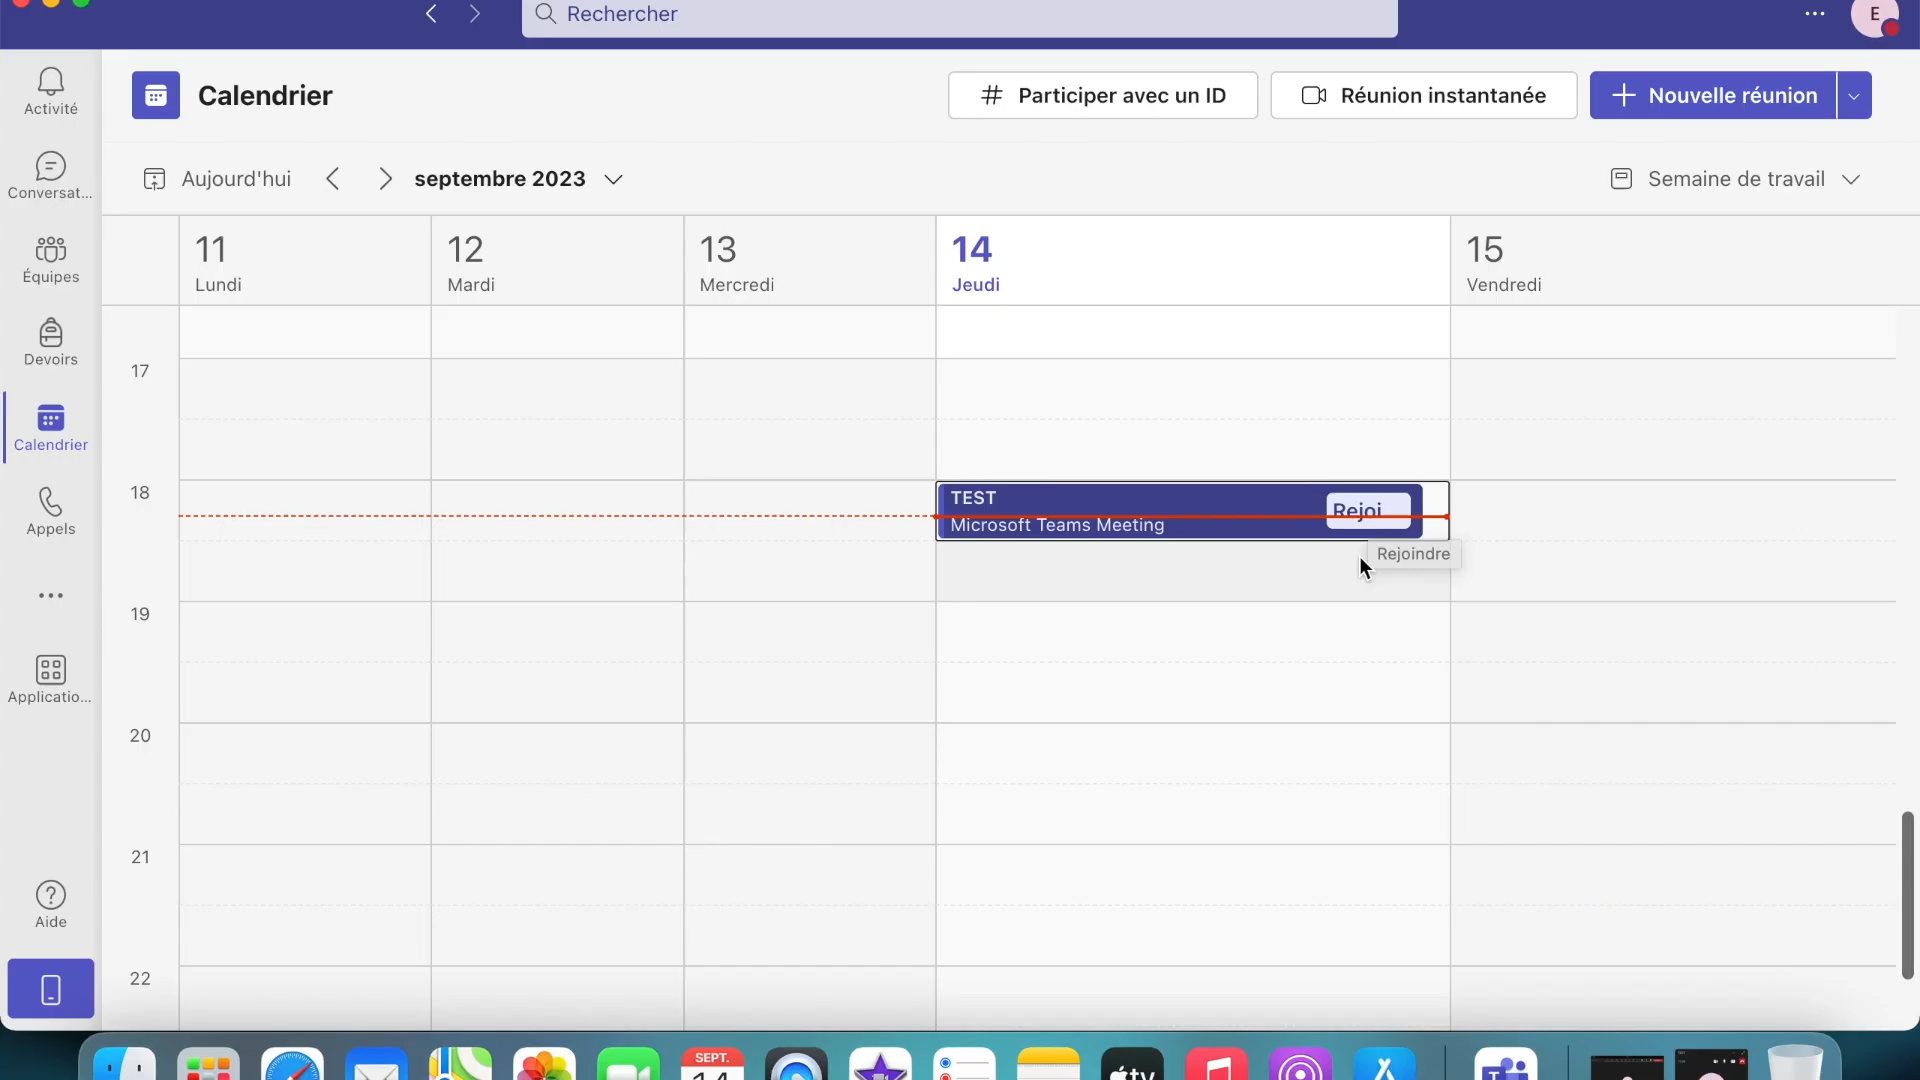 Rechercher
E
Activité
Conversat...
Équipes
Devoirs
Calendrier
Appels
Applicatio...
Aide
Calendrier
Participer avec un ID
Réunion instantanée
Nouvelle réunion
Aujourd'hui
septembre 2023
Semaine de travail
11
Lundi
12
Mardi
13
Mercredi
14
Jeudi
15
Vendredi
17
18
19
20
21
22
TEST
Microsoft Teams Meeting
Rejoi
Rejoindre
SEPT.
14
tv
T